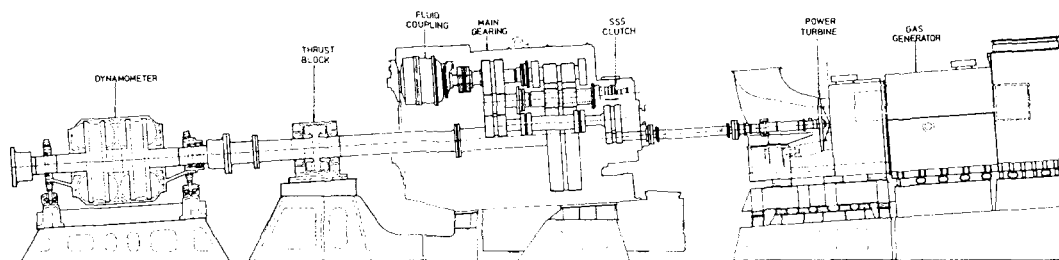 DYNAMOMETER
THRUST
BLOCK
FLUID
COUPLING
MAIN
GEARING
SSS
CLUTCH
POWER
TURBINE
GAS
GENERATOR